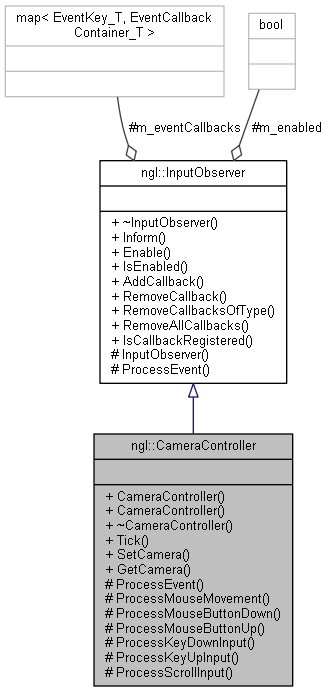 map< EventKey_T, EventCallback
Container_T >
bool
#m_eventCallbacks
#m_enabled
ngl::InputObserver
+ ~InputObserver()
+ Inform()
+ Enable()
+ IsEnabled()
+ AddCallback()
+ RemoveCallback()
+ RemoveCallbacksOfType()
+ RemoveAllCallbacks()
+ IsCallbackRegistered()
# InputObserver()
# ProcessEvent()
ngl::CameraController
+ CameraController()
+ CameraController()
+ ~CameraController()
+ Tick()
+ SetCamera()
+ GetCamera()
# ProcessEvent()
# ProcessMouseMovement()
# ProcessMouseButtonDown()
# ProcessMouseButtonUp()
# ProcessKeyDownInput()
# ProcessKeyUpInput()
# ProcessScrollInput()